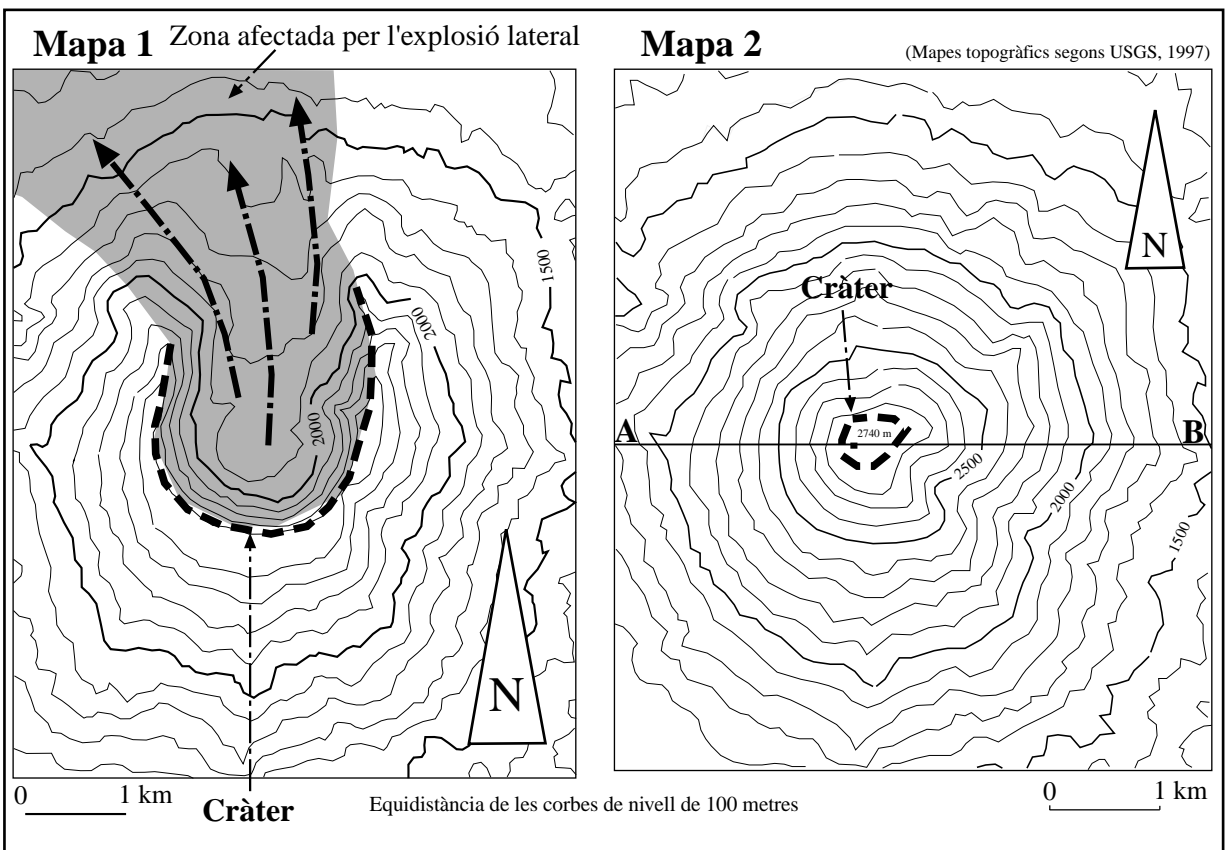 Mapa 1
Zona afectada per l'explosió lateral
Mapa 2
(Mapes topogràfics segons USGS, 1997)
1500
2000
2000
N
0
1 km
Cràter
Equidistància de les corbes de nivell de 100 metres
N
Cràter
A
2740 m
B
2500
2000
1500
0
1 km